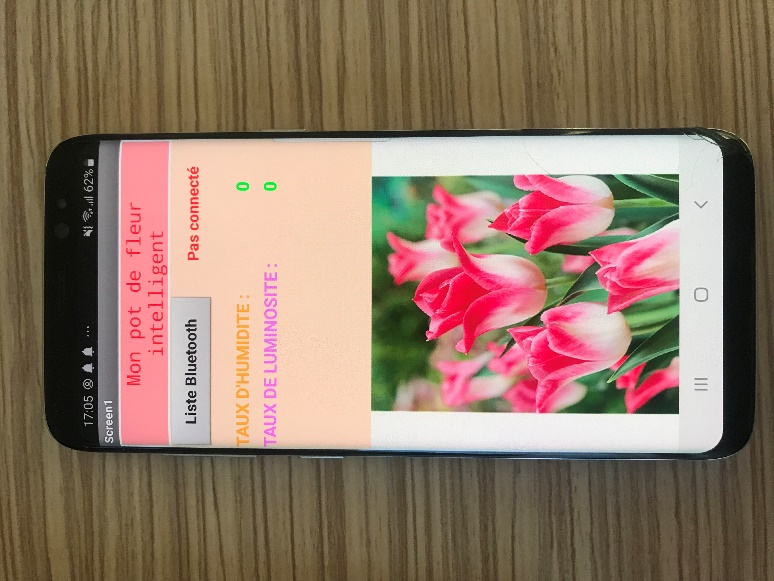 17:05 ... 62%
Screen1
Mon pot de fleur
intelligent
Liste Bluetooth Pas connecté
TAUX D'HUMIDITE : 0
TAUX DE LUMINOSITE : 0